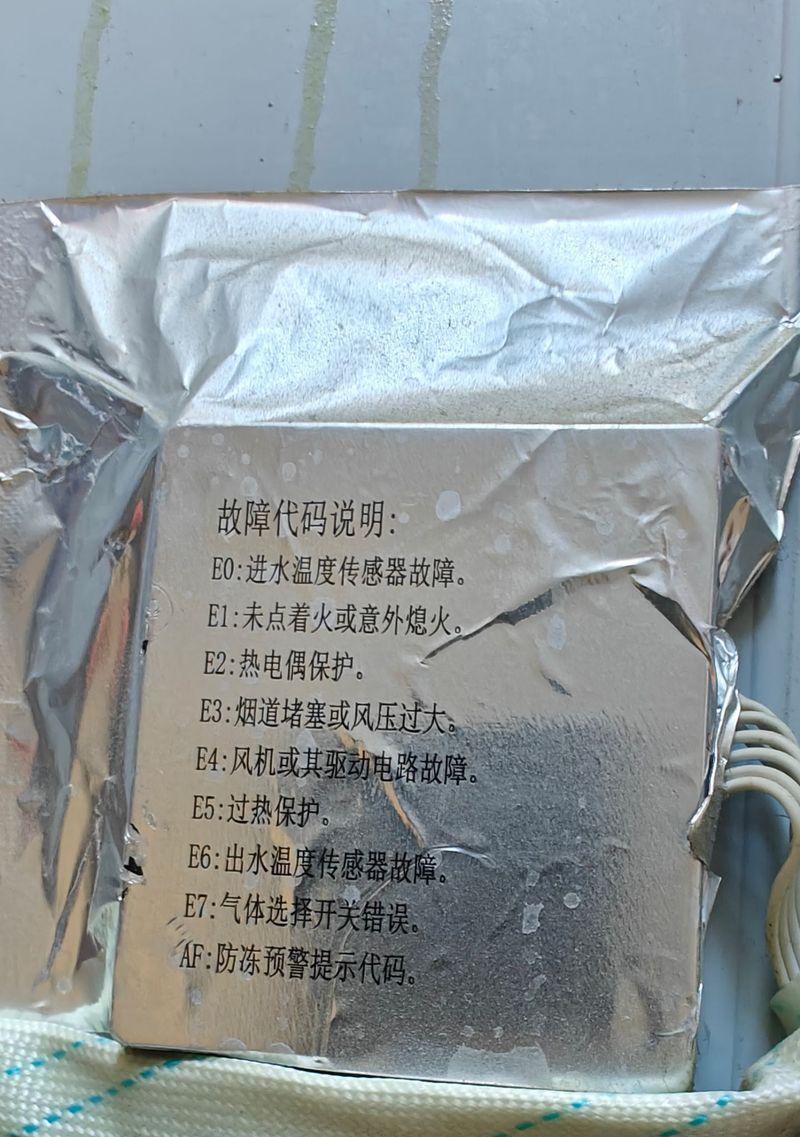 故障代码说明:
E0:进水温度传感器故障。
E1:未点着火或意外熄火。
E2:热电偶保护。
E3:烟道堵塞或风压过大。
E4:风机或其驱动电路故障。
E5:过热保护。
E6:出水温度传感器故障。
E7:气体选择开关错误。
AF:防冻预警提示代码。